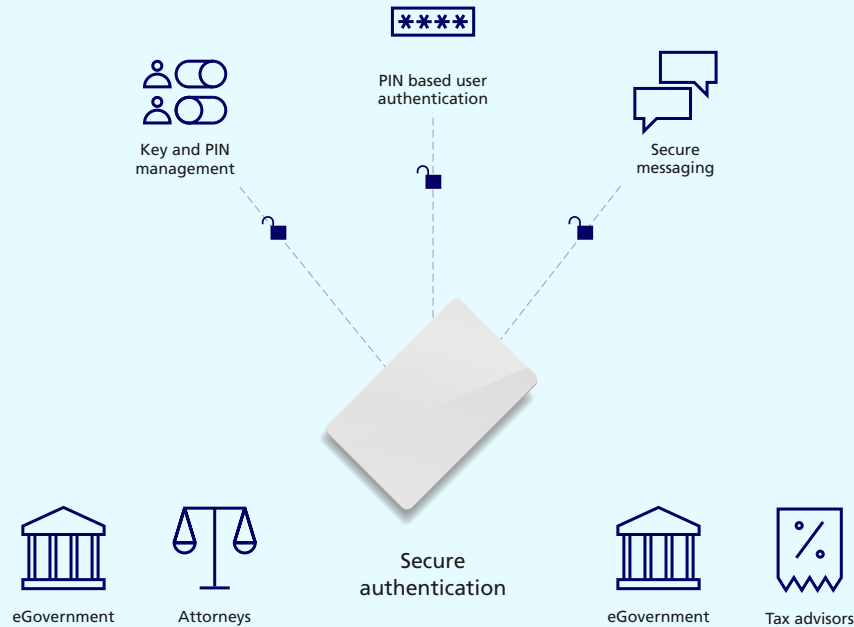 ****
PIN based user
authentication
Key and PIN
management
Secure
messaging
Secure
authentication
eGovernment
Attorneys
eGovernment
Tax advisors